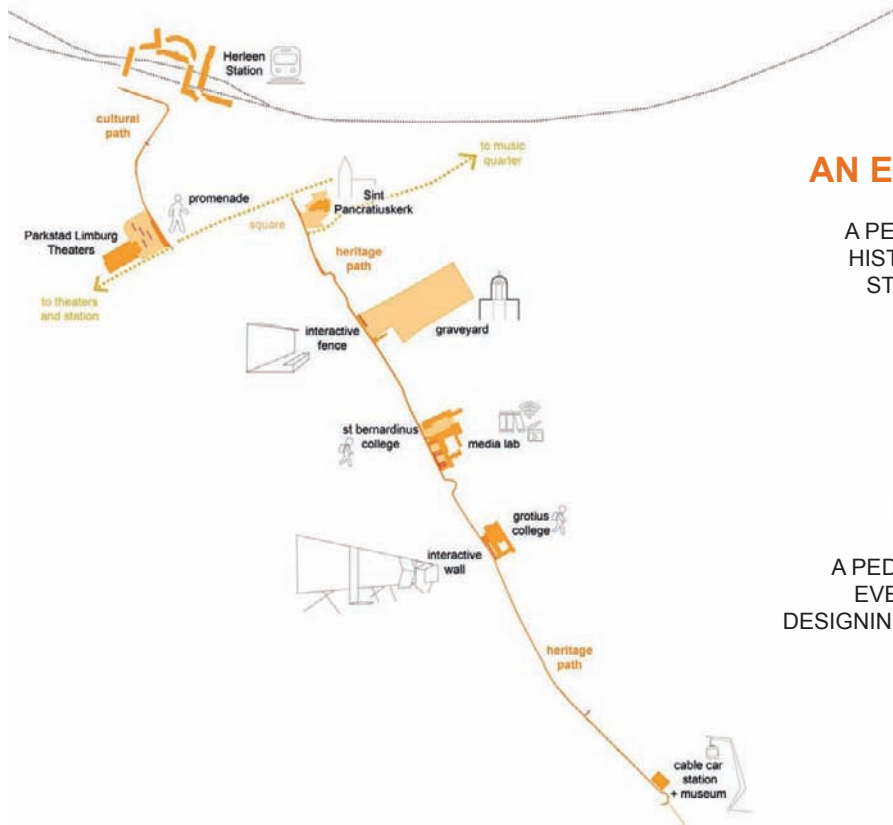 Herleen
Station
cultural
path
to music
quarter
promenade
Sint
Pancratiuskerk
square
Parkstad Limburg
Theaters
heritage
path
to theaters
and station
interactive
fence
graveyard
st bernardinus
college
media lab
grotius
college
interactive
wall
heritage
path
cable car
station
+ museum
AN E
A PE
HIST
ST
A PED
EVE
DESIGNIN